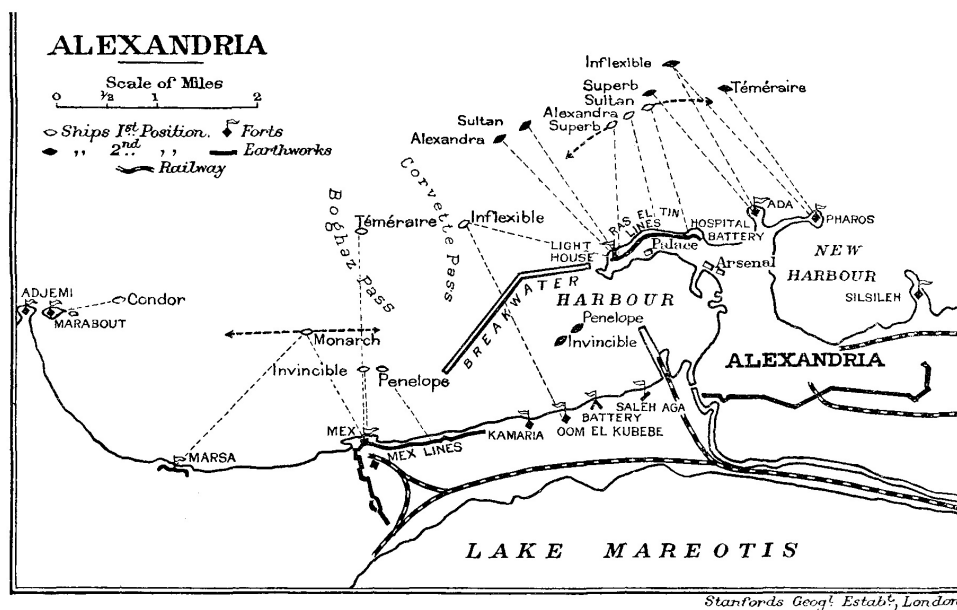 ALEXANDRIA
Scale of Miles
0 ½ 1 2
Ships 1st Position. Forts
,, 2nd ,, Earthworks
Railway
Inflexible
Superb
Sultan
Téméraire
Alexandra
Superb
Sultan
Alexandra
Corvette Pass
Boghaz Pass
Téméraire
Inflexible
LIGHT HOUSE
RAS EL TIN LINES
HOSPITAL BATTERY
ADA
PHAROS
Palace
Arsenal
NEW HARBOUR
SILSILEH
BREAKWATER
HARBOUR
ADJEMI
MARABOUT
Condor
Monarch
Penelope
Invincible
Invincible
Penelope
ALEXANDRIA
MEX
MEX LINES
KAMARIA
OOM EL KUBEBE
BATTERY
SALEH AGA
MARSA
LAKE MAREOTIS
Stanfords Geogl. Establt., London